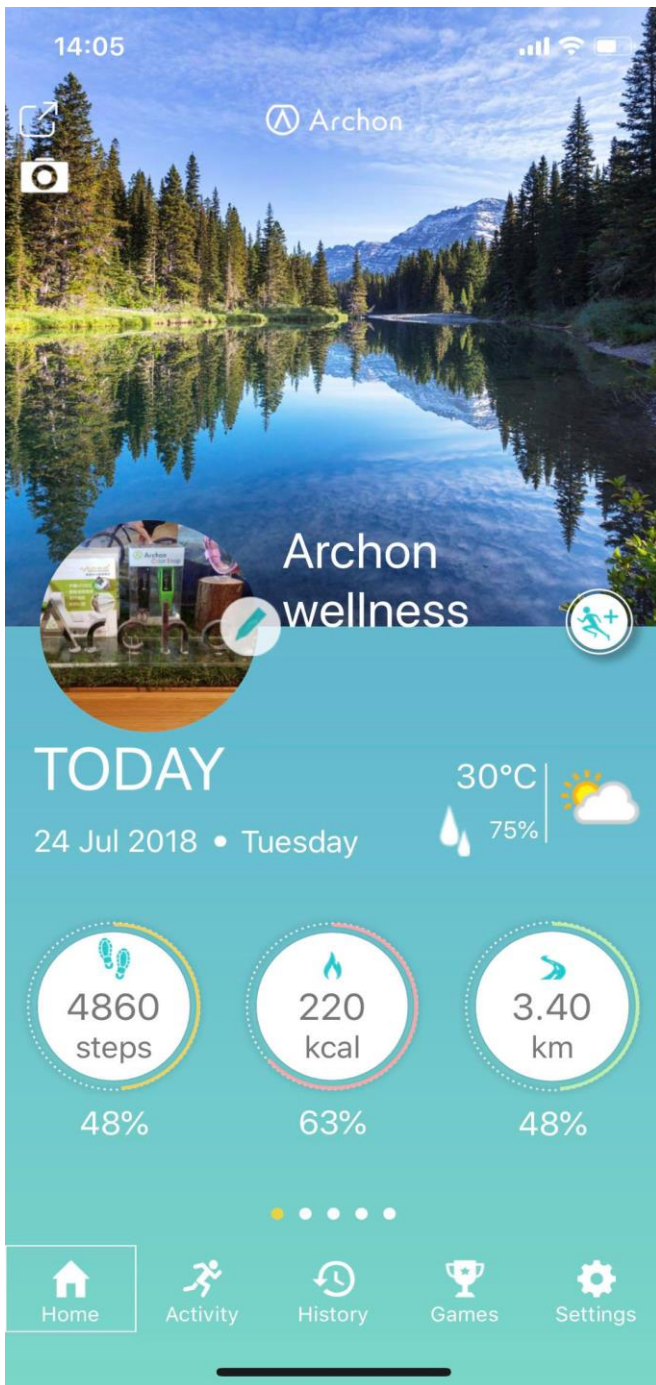 14:05
Archon
Archon
wellness
TODAY
24 Jul 2018 • Tuesday
30°C
75%
4860
steps
48%
220
kcal
63%
3.40
km
48%
Home
Activity
History
Games
Settings